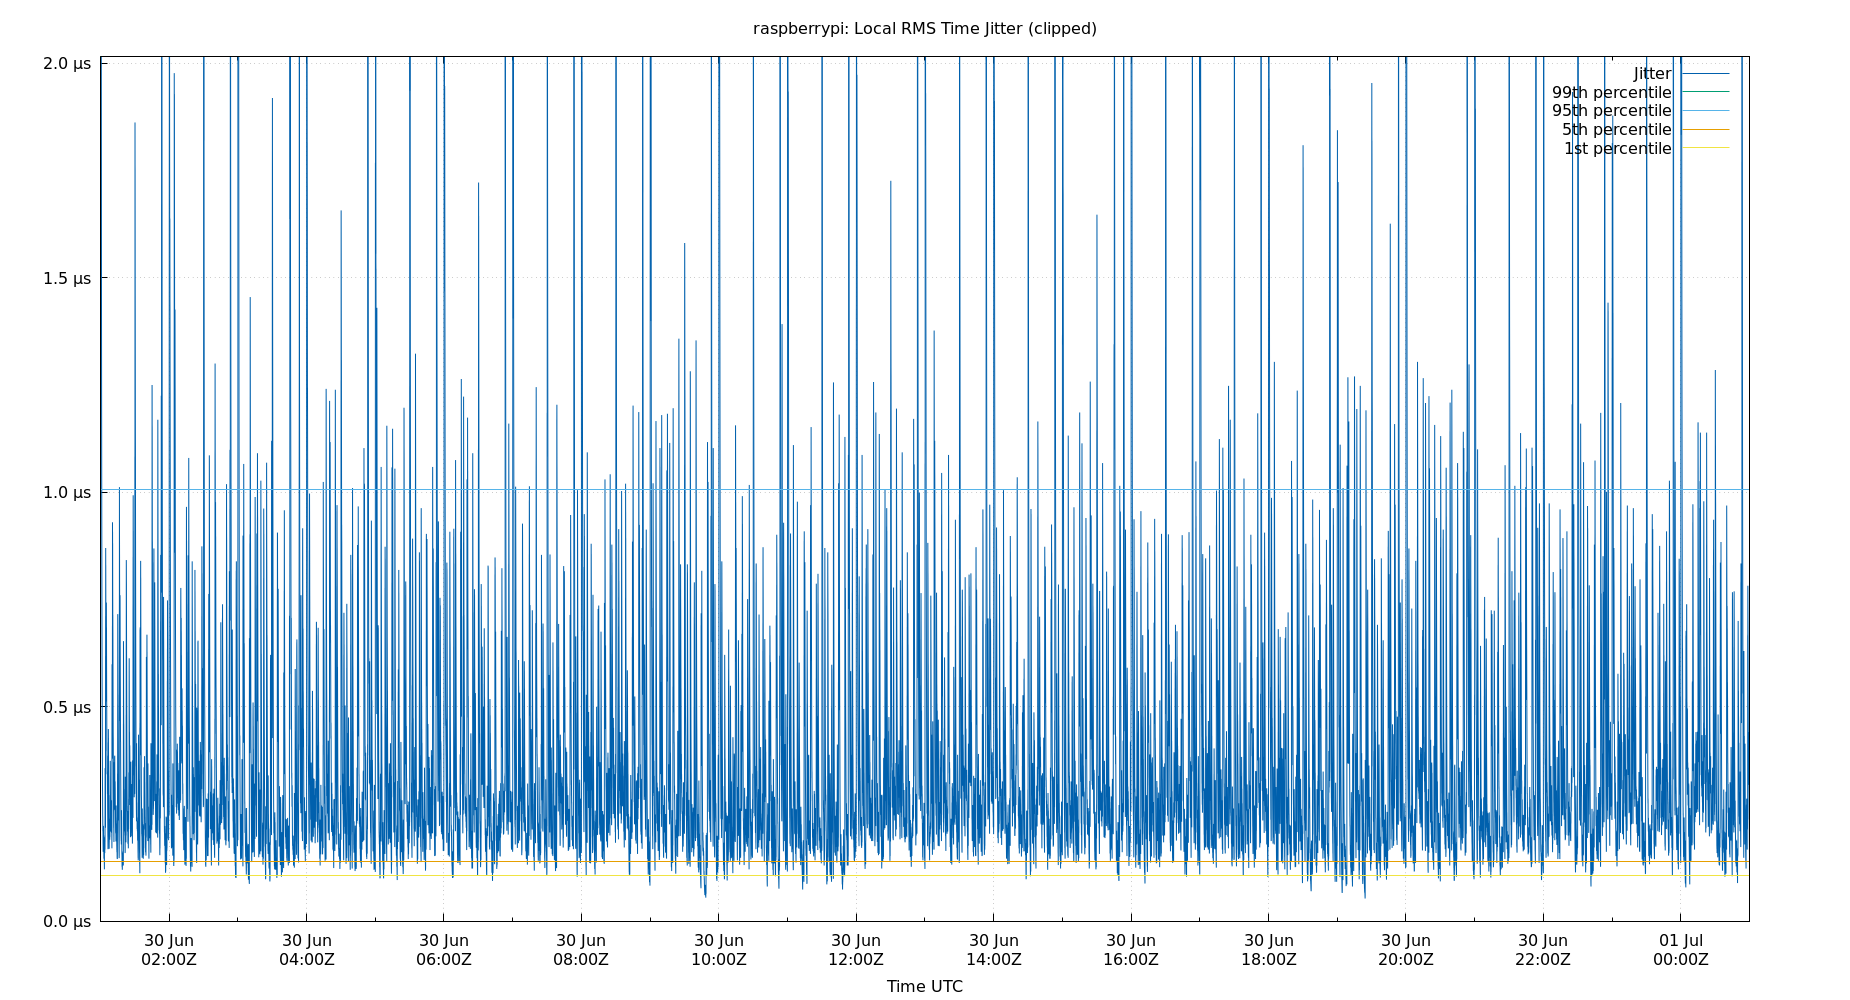 raspberrypi: Local RMS Time Jitter (clipped)
2.0 µs
1.5 µs
1.0 µs
0.5 µs
0.0 µs
Jitter
99th percentile
95th percentile
5th percentile
1st percentile
30 Jun 30 Jun 30 Jun 30 Jun 30 Jun 30 Jun 30 Jun 30 Jun 30 Jun 30 Jun 30 Jun 01 Jul
02:00Z 04:00Z 06:00Z 08:00Z 10:00Z 12:00Z 14:00Z 16:00Z 18:00Z 20:00Z 22:00Z 00:00Z
Time UTC